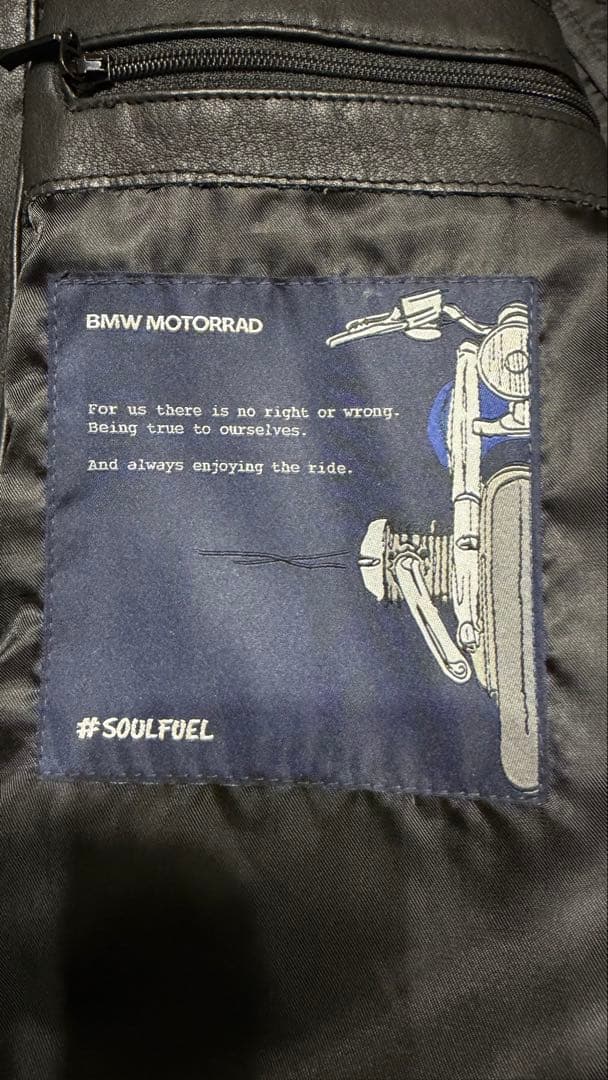 BMW MOTORRAD
For us there is no right or wrong.
Being true to ourselves.
And always enjoying the ride.
#SOULFUEL